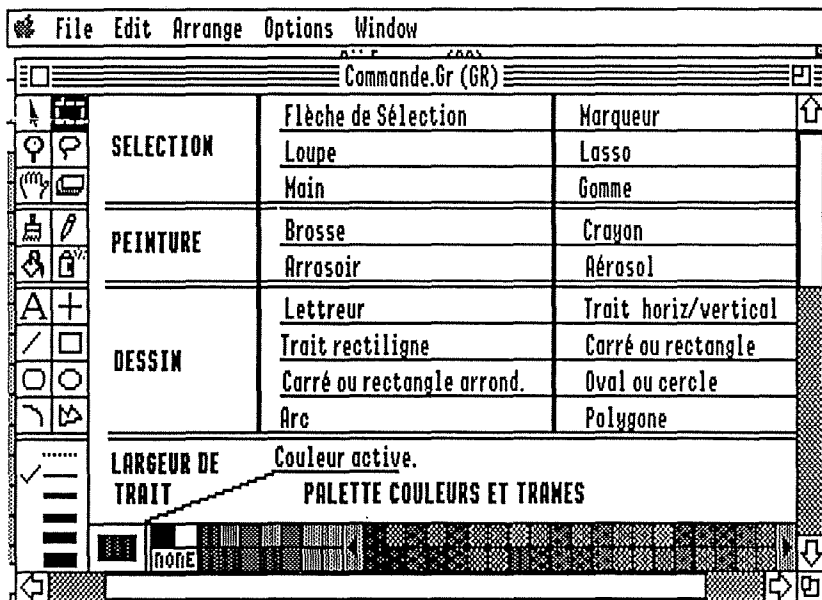 File Edit Arrange Options Window
Commande.Gr (GR)
SELECTION
Flèche de Sélection Marqueur
Loupe Lasso
Main Gomme
PEINTURE
Brosse Crayon
Arrosoir Aérosol
DESSIN
Lettreur Trait horiz/vertical
Trait rectiligne Carré ou rectangle
Carré ou rectangle arrond. Oval ou cercle
Arc Polygone
LARGEUR DE TRAIT
Couleur active.
PALETTE COULEURS ET TRAMES
nonE
A